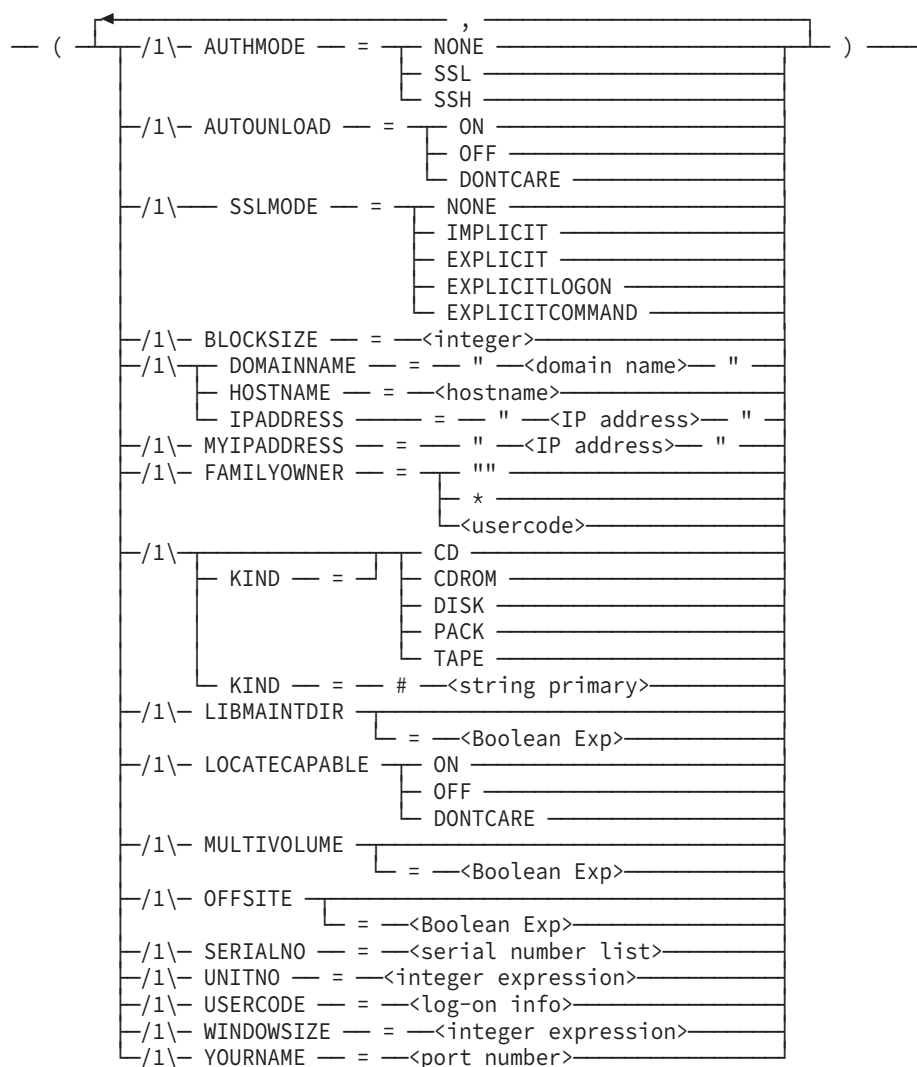 ,
( /1\ AUTHMODE = NONE )
SSL
SSH
/1\ AUTOUNLOAD = ON
OFF
DONTCARE
/1\ SSLMODE = NONE
IMPLICIT
EXPLICIT
EXPLICITLOGON
EXPLICITCOMMAND
/1\ BLOCKSIZE = <integer>
/1\ DOMAINNAME = " <domain name> "
HOSTNAME = <hostname>
IPADDRESS = " <IP address> "
/1\ MYIPADDRESS = " <IP address> "
/1\ FAMILYOWNER = ""
*
<usercode>
/1\ CD
KIND = CDROM
DISK
PACK
TAPE
KIND = # <string primary>
/1\ LIBMAINTDIR
= <Boolean Exp>
/1\ LOCATECAPABLE ON
OFF
DONTCARE
/1\ MULTIVOLUME
= <Boolean Exp>
/1\ OFFSITE
= <Boolean Exp>
/1\ SERIALNO = <serial number list>
/1\ UNITNO = <integer expression>
/1\ USERCODE = <log-on info>
/1\ WINDOWSIZE = <integer expression>
/1\ YOURNAME = <port number>